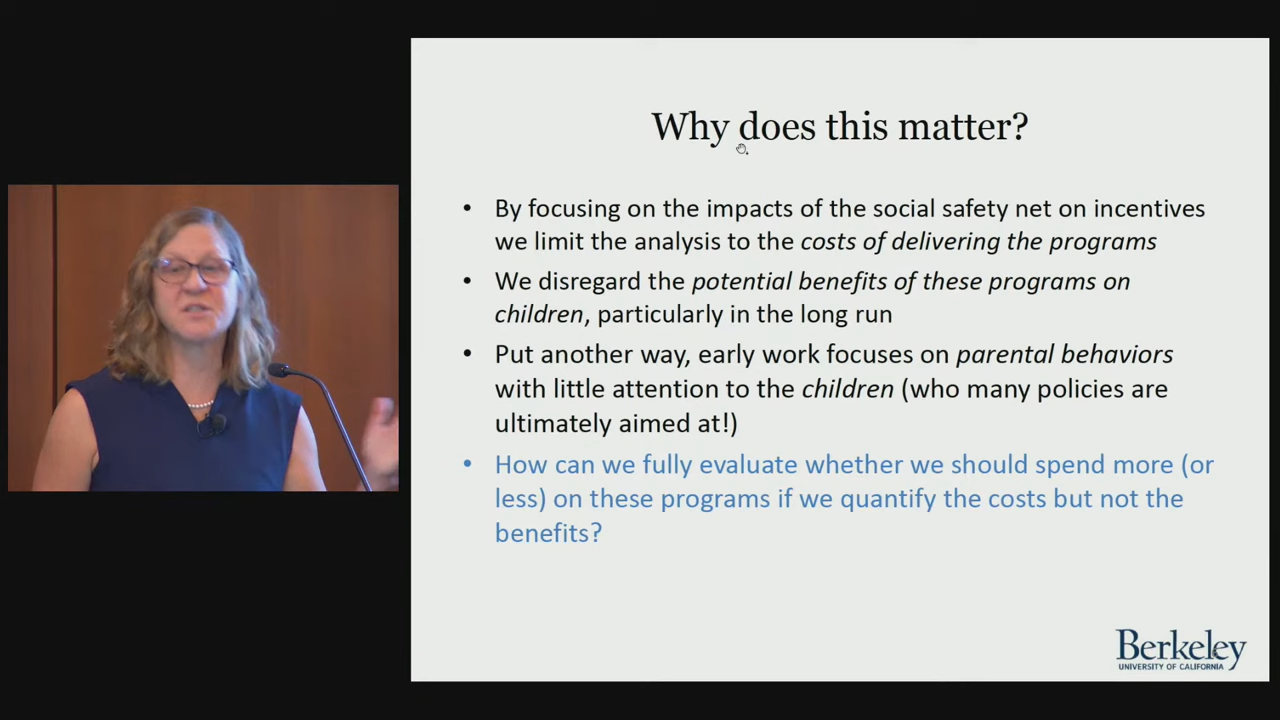 Why does this matter?
• By focusing on the impacts of the social safety net on incentives
we limit the analysis to the costs of delivering the programs
• We disregard the potential benefits of these programs on
children, particularly in the long run
• Put another way, early work focuses on parental behaviors
with little attention to the children (who many policies are
ultimately aimed at!)
• How can we fully evaluate whether we should spend more (or
less) on these programs if we quantify the costs but not the
benefits?
Berkeley
UNIVERSITY OF CALIFORNIA